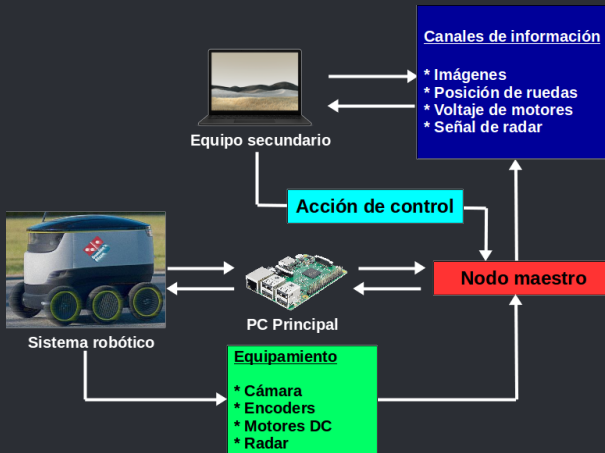 Canales de información
* Imágenes
* Posición de ruedas
* Voltaje de motores
* Señal de radar
Equipo secundario
Acción de control
Nodo maestro
PC Principal
Sistema robótico
Equipamiento
* Cámara
* Encoders
* Motores DC
* Radar